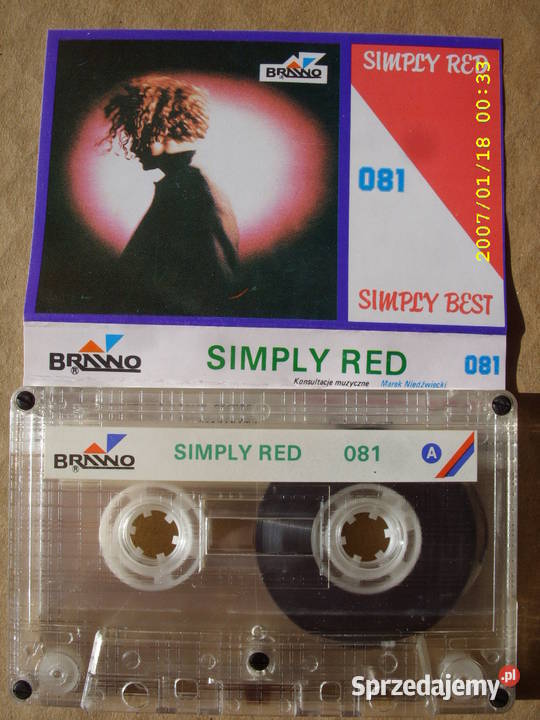 BRAWO
SIMPLY RED
081
SIMPLY BEST
2007/01/18 00:33
BRAWO
®
SIMPLY RED
081
Konsultacje muzyczne Marek Niedźwiecki
BRAWO
®
SIMPLY RED 081 A
Sprzedajemy.pl